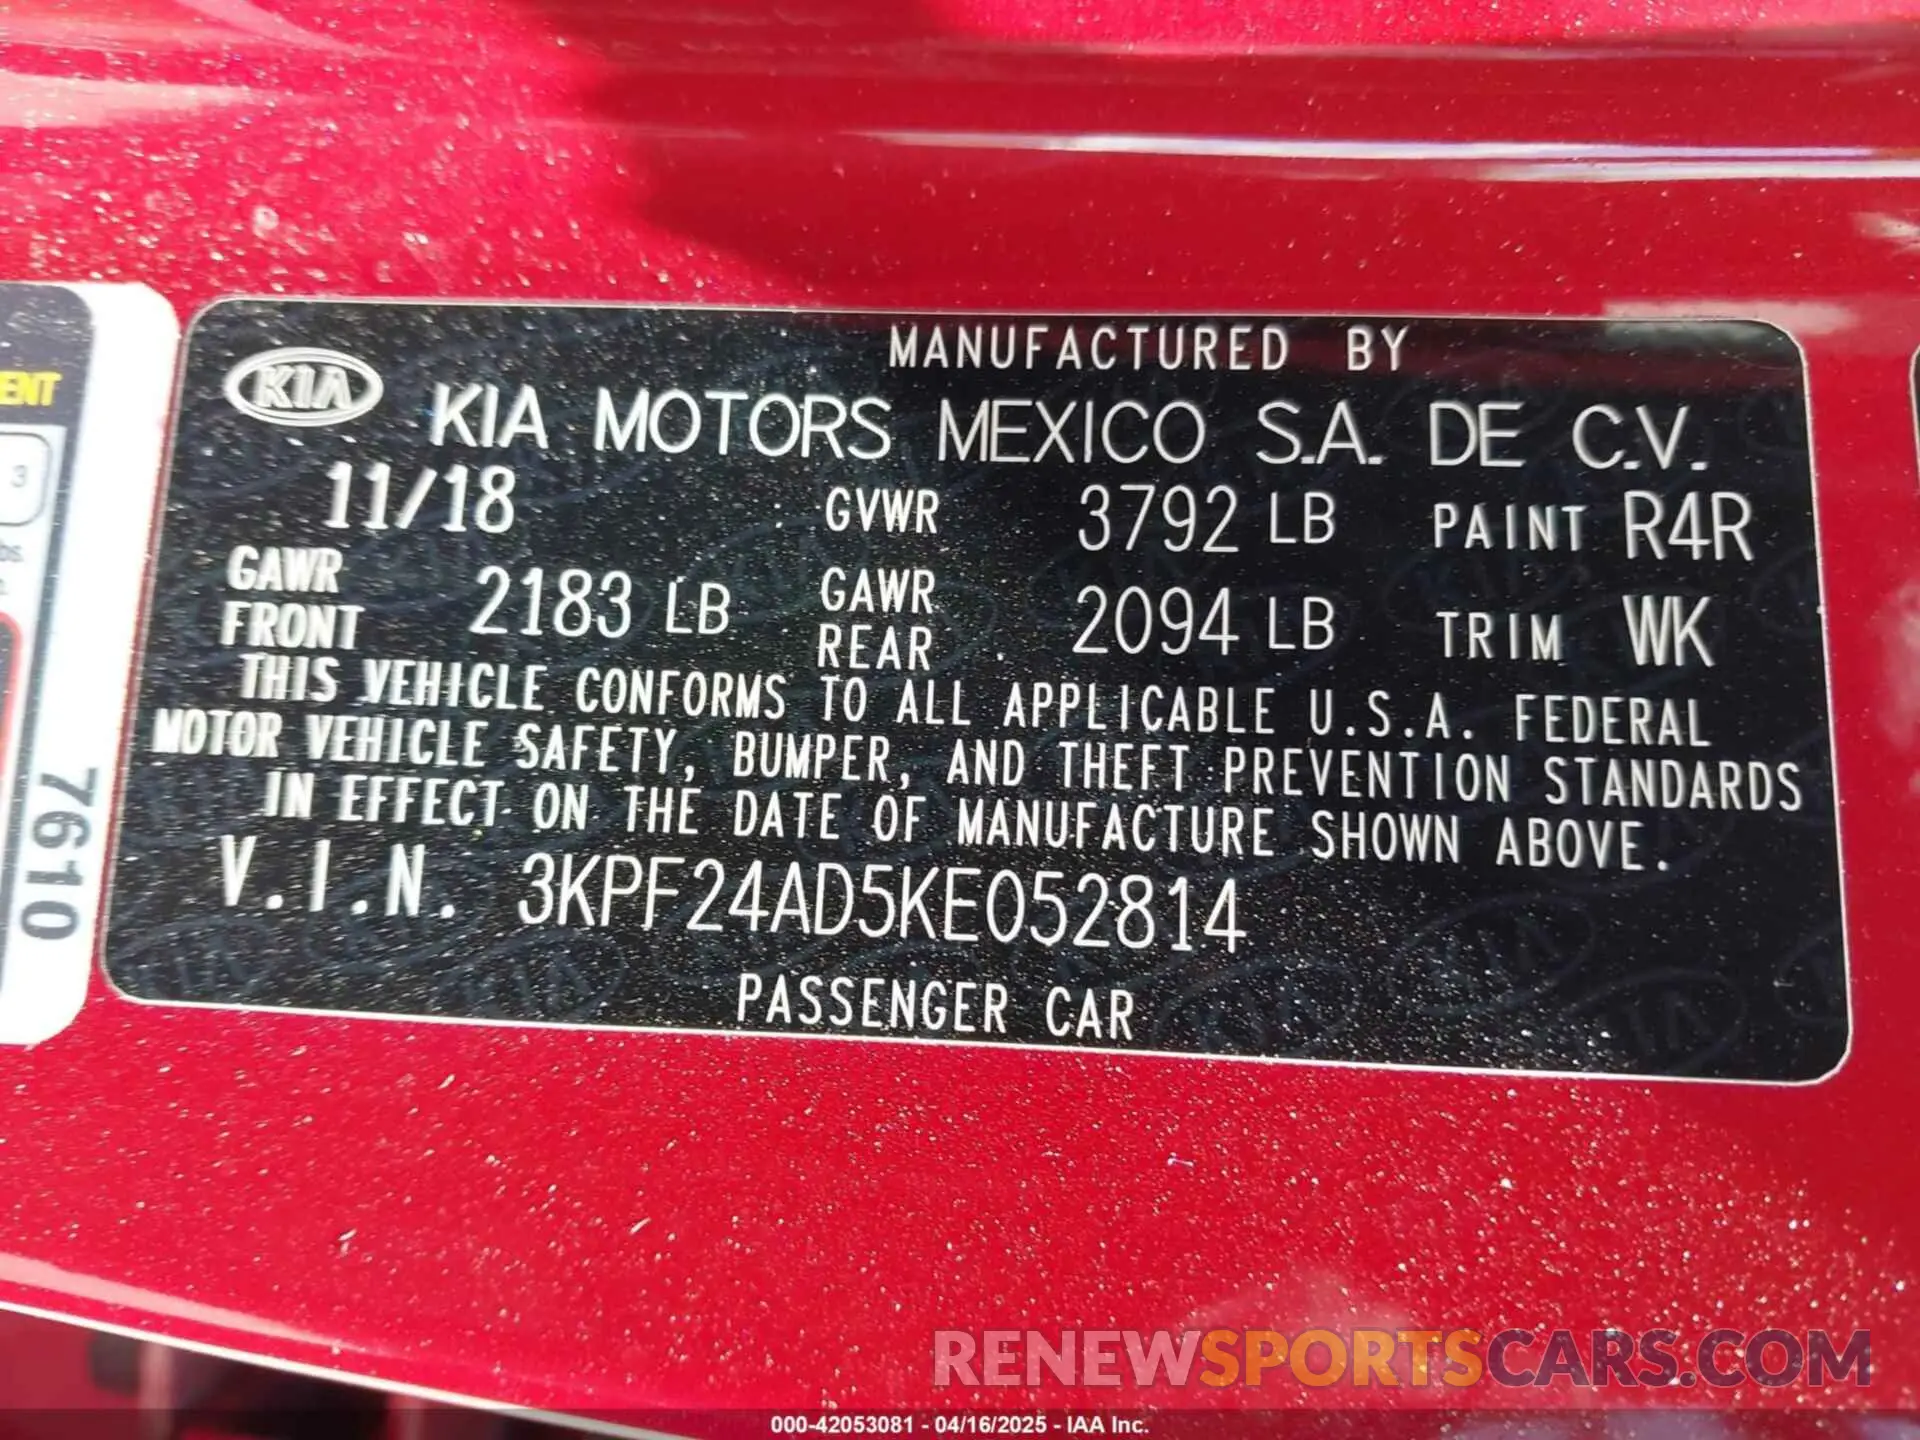 MANUFACTURED BY
KIA KIA MOTORS MEXICO S.A. DE C.V.
11/18 GVWR 3792 LB PAINT R4R
GAWR FRONT 2183 LB GAWR REAR 2094 LB TRIM WK
THIS VEHICLE CONFORMS TO ALL APPLICABLE U.S.A. FEDERAL
MOTOR VEHICLE SAFETY, BUMPER, AND THEFT PREVENTION STANDARDS
IN EFFECT ON THE DATE OF MANUFACTURE SHOWN ABOVE.
V.I.N. 3KPF24AD5KE052814
PASSENGER CAR
3
7610
RENEWSPORTSCARS.COM
000-42053081 - 04/16/2025 - IAA Inc.